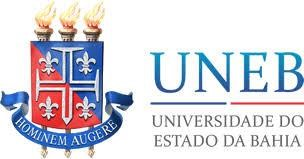 HOMINEM AUGERE
UNEB
UNIVERSIDADE DO
ESTADO DA BAHIA